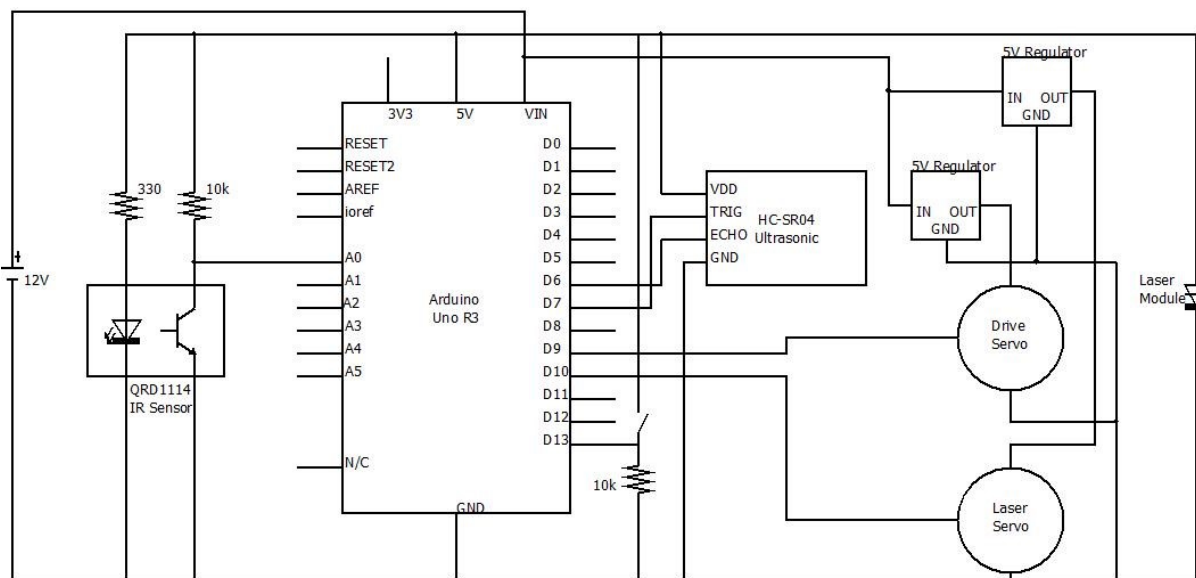 5V Regulator
IN OUT
GND
3V3 5V VIN
RESET
RESET2
AREF
ioref
A0
A1
A2
A3
A4
A5
N/C
GND
Arduino
Uno R3
D0
D1
D2
D3
D4
D5
D6
D7
D8
D9
D10
D11
D12
D13
330
10k
+
12V
QRD1114
IR Sensor
10k
VDD
TRIG
ECHO
GND
HC-SR04
Ultrasonic
5V Regulator
IN OUT
GND
Drive
Servo
Laser
Servo
Laser
Module